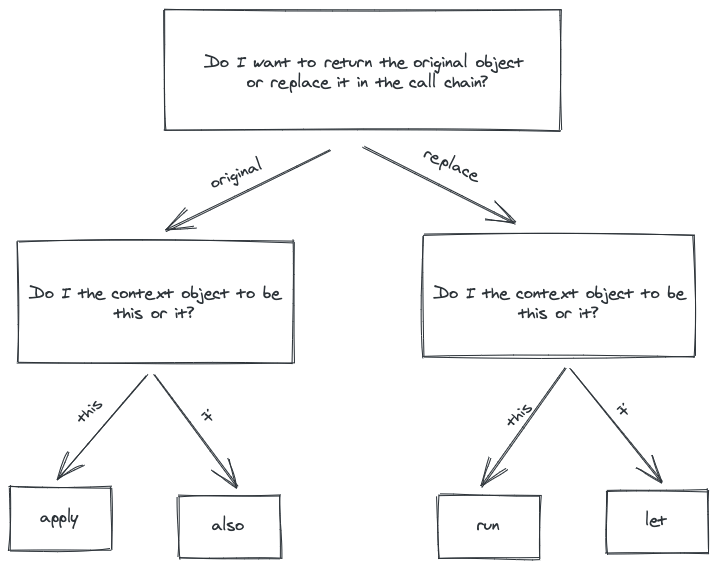 Do I want to return the original object
or replace it in the call chain?
original
replace
Do I the context object to be
this or it?
Do I the context object to be
this or it?
this
it
this
it
apply
also
run
let